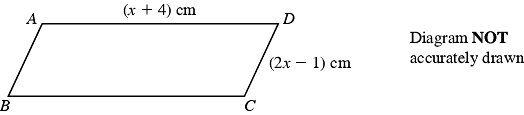 (x + 4) cm
A
D
(2x − 1) cm
B
C
Diagram NOT
accurately drawn